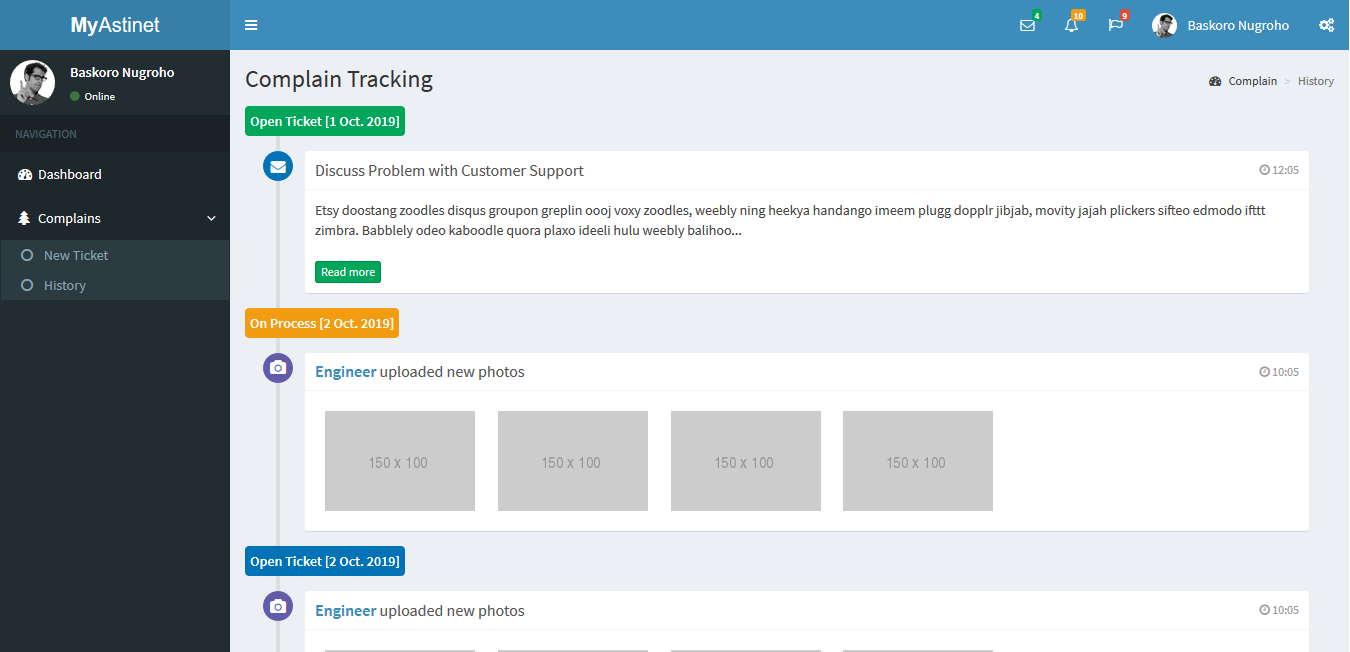 MyAstinet
4
10
9
Baskoro Nugroho
Baskoro Nugroho
Online
NAVIGATION
Dashboard
Complains
New Ticket
History
Complain Tracking
Complain > History
Open Ticket [1 Oct. 2019]
Discuss Problem with Customer Support
12:05
Etsy doostang zoodles disqus groupon greplin oooj voxy zoodles, weebly ning heekya handango imeem plugg dopplr jibjab, movity jajah plickers sifteo edmodo ifttt
zimbra. Babblely odeo kaboodle quora plaxo ideeli hulu weebly balihoo...
Read more
On Process [2 Oct. 2019]
Engineer uploaded new photos
10:05
150 x 100
150 x 100
150 x 100
150 x 100
Open Ticket [2 Oct. 2019]
Engineer uploaded new photos
10:05